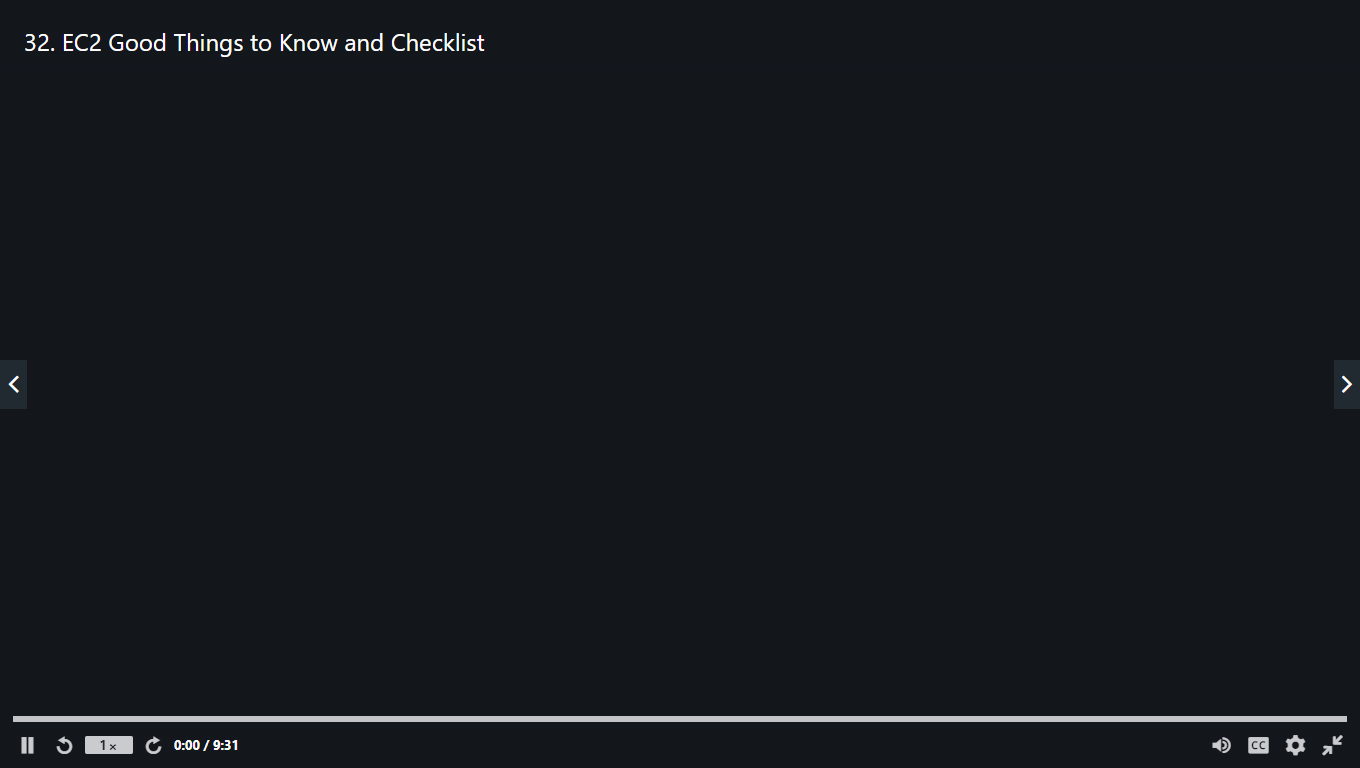 32. EC2 Good Things to Know and Checklist
1 x
0:00 / 9:31
CC